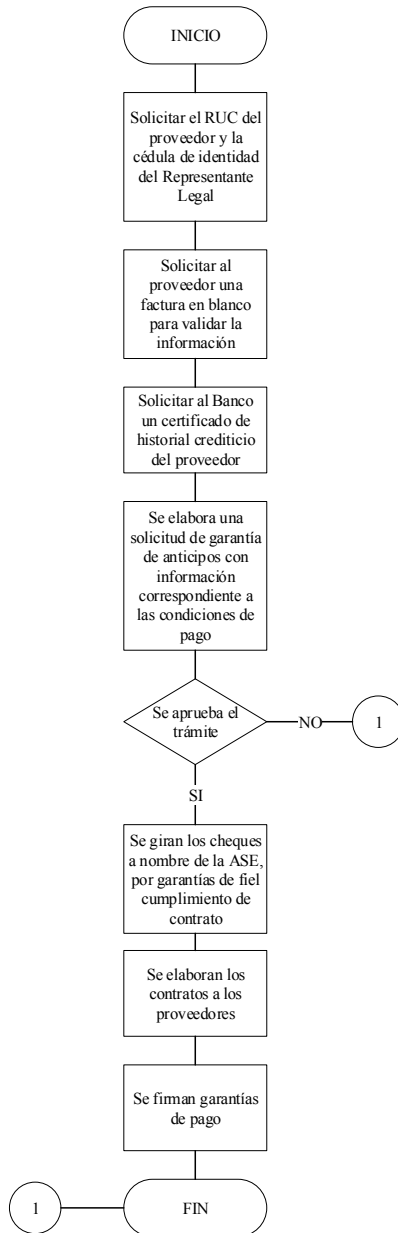 INICIO
Solicitar el RUC del
proveedor y la
cédula de identidad
del Representante
Legal
Solicitar al
proveedor una
factura en blanco
para validar la
información
Solicitar al Banco
un certificado de
historial crediticio
del proveedor
Se elabora una
solicitud de garantía
de anticipos con
información
correspondiente a
las condiciones de
pago
Se aprueba el
trámite
NO
1
SI
Se giran los cheques
a nombre de la ASE,
por garantías de fiel
cumplimiento de
contrato
Se elaboran los
contratos a los
proveedores
Se firman garantías
de pago
1
FIN